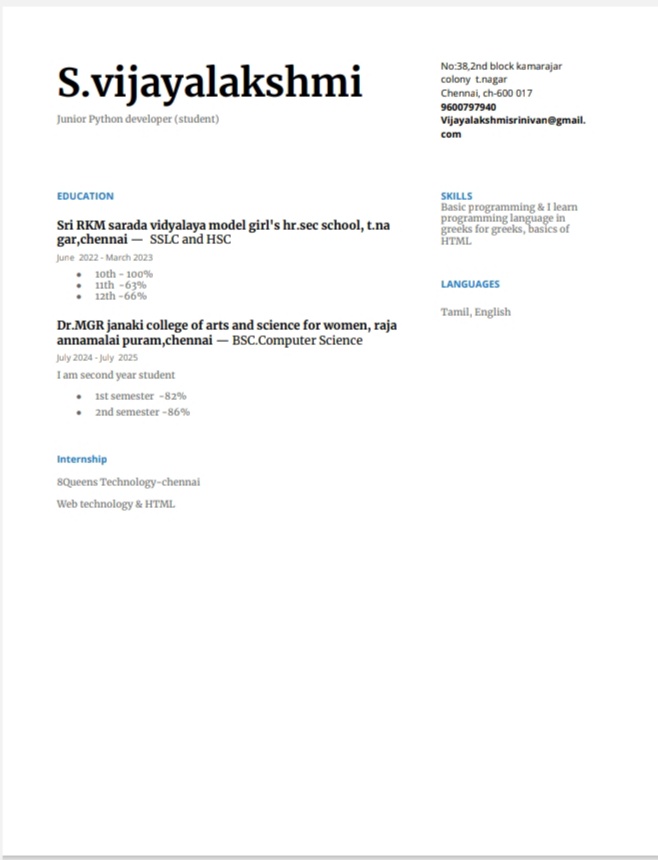 S.vijayalakshmi
Junior Python developer (student)
No:38,2nd block kamarajar
colony t.nagar
Chennai, ch-600 017
9600797940
Vijayalakshmisrinivan@gmail.
com
EDUCATION
Sri RKM sarada vidyalaya model girl's hr.sec school, t.na
gar,chennai — SSLC and HSC
June 2022 - March 2023
● 10th - 100%
● 11th -63%
● 12th -66%
Dr.MGR janaki college of arts and science for women, raja
annamalai puram,chennai — BSC.Computer Science
July 2024 - July 2025
I am second year student
● 1st semester -82%
● 2nd semester -86%
Internship
8Queens Technology-chennai
Web technology & HTML
SKILLS
Basic programming & I learn
programming language in
greeks for greeks, basics of
HTML
LANGUAGES
Tamil, English